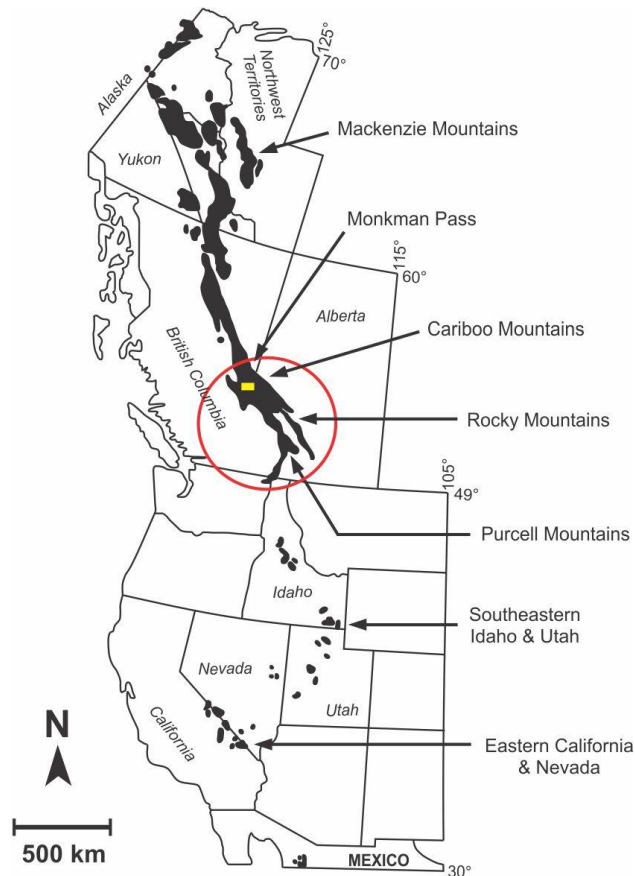 125°
70°
Northwest
Territories
Alaska
Mackenzie Mountains
Yukon
Monkman Pass
115°
60°
Alberta
Cariboo Mountains
British Columbia
Rocky Mountains
105°
49°
Purcell Mountains
Idaho
Southeastern
Idaho & Utah
Nevada
Utah
California
N
Eastern California
& Nevada
500 km
MEXICO
30°